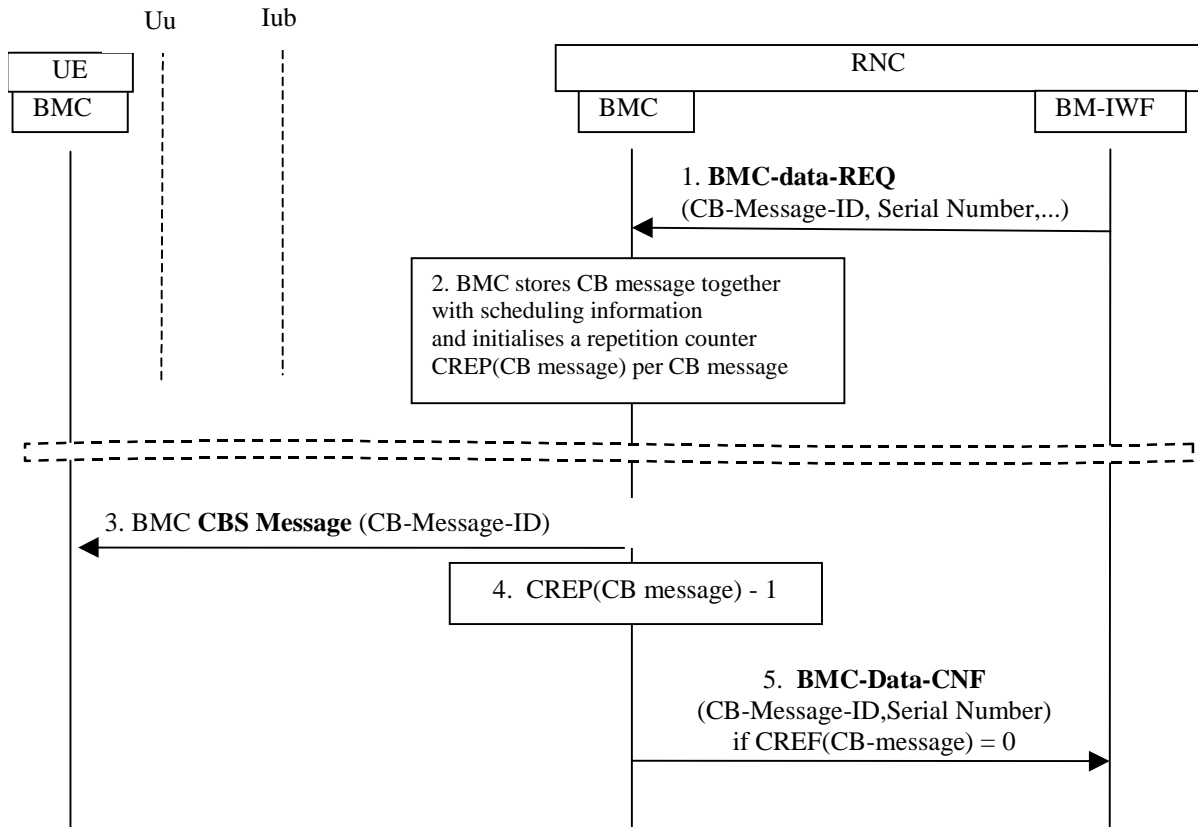 Uu
Iub
UE
RNC
BMC
BMC
BM-IWF
1. BMC-data-REQ
(CB-Message-ID, Serial Number,...)
2. BMC stores CB message together
with scheduling information
and initialises a repetition counter
CREP(CB message) per CB message
3. BMC CBS Message (CB-Message-ID)
4. CREP(CB message) - 1
5. BMC-Data-CNF
(CB-Message-ID,Serial Number)
if CREF(CB-message) = 0